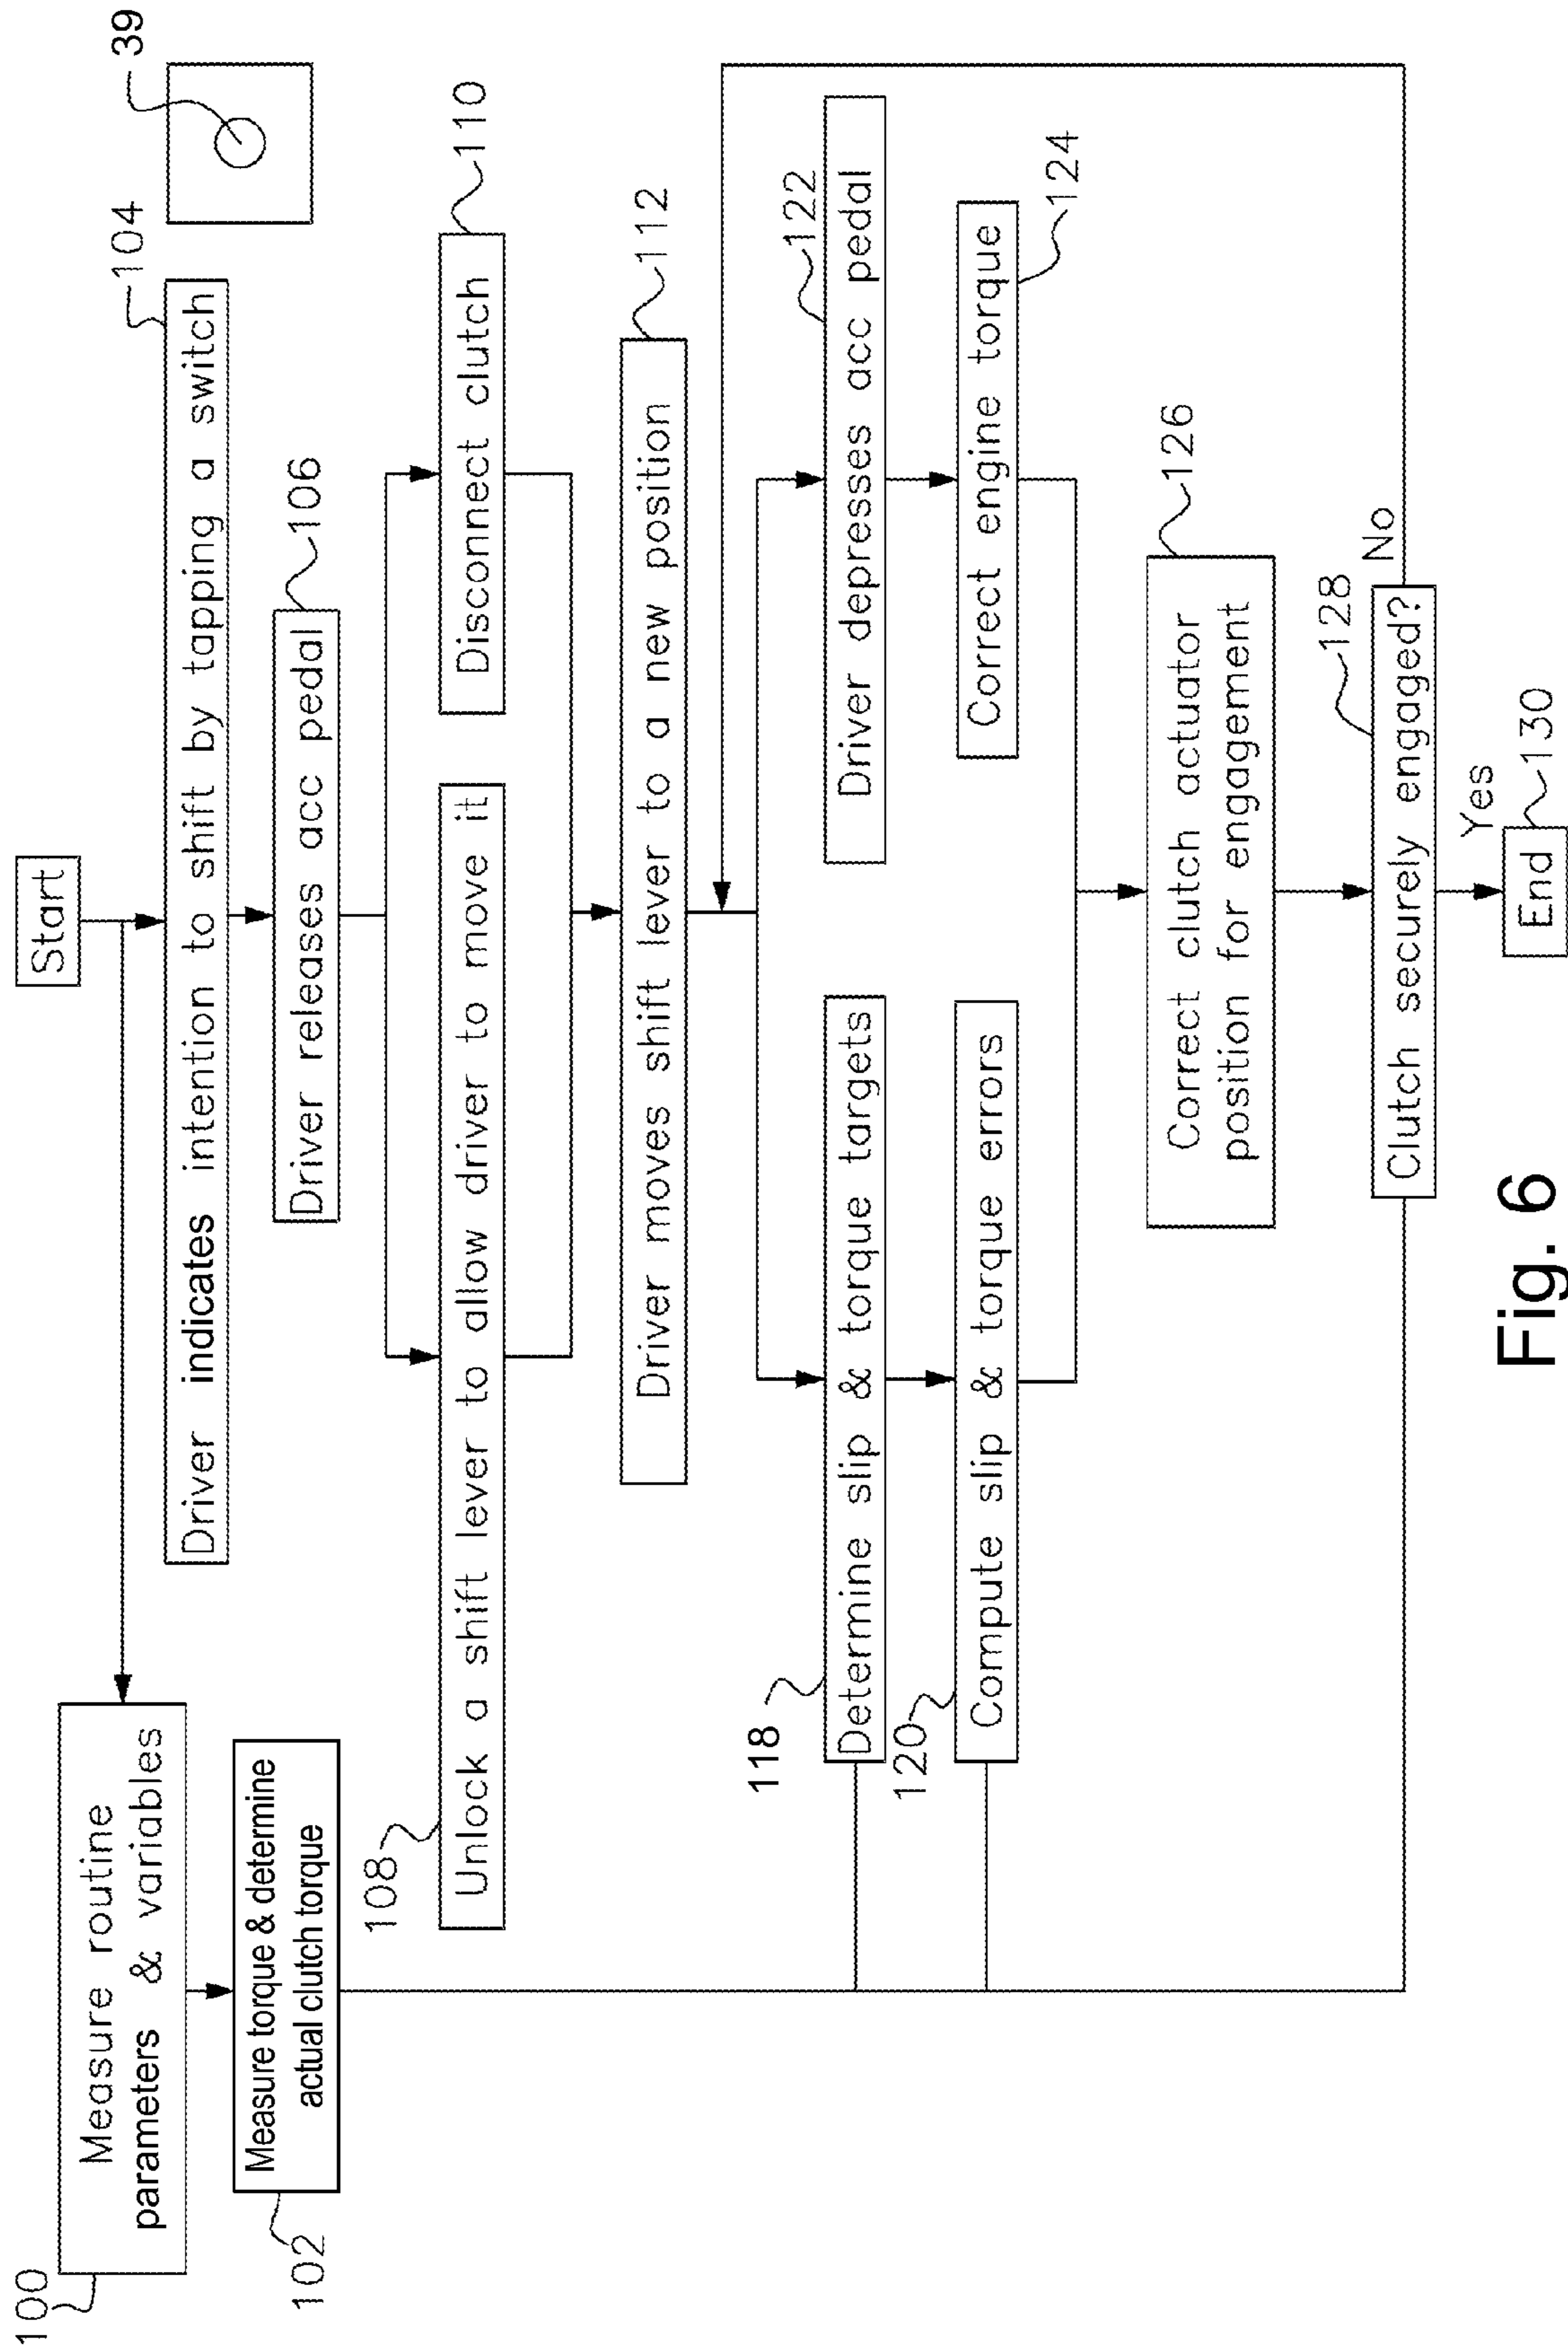 Start
100
Measure routine
parameters & variables
102
Measure torque & determine
actual clutch torque
104
Driver indicates intention to shift by tapping a switch
39
106
Driver releases acc pedal
108
Unlock a shift lever to allow driver to move it
110
Disconnect clutch
112
Driver moves shift lever to a new position
118
Determine slip & torque targets
122
Driver depresses acc pedal
120
Compute slip & torque errors
124
Correct engine torque
126
Correct clutch actuator
position for engagement
128
Clutch securely engaged?
No
Yes
130
End
Fig. 6